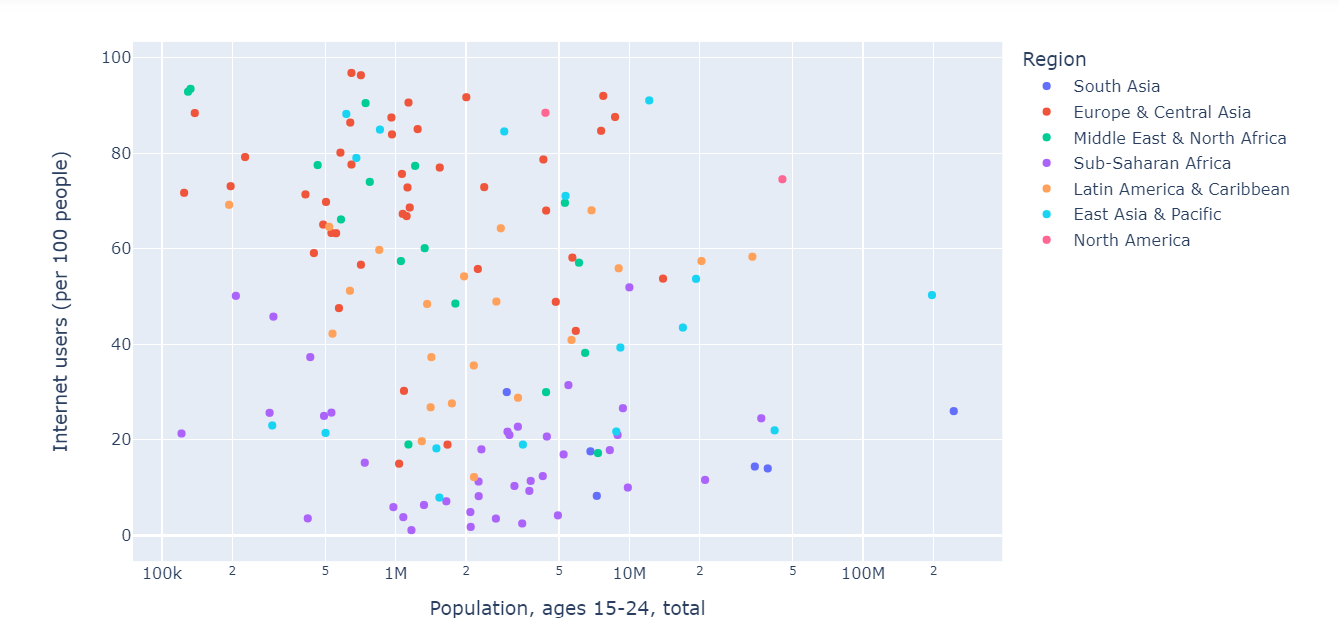 100
80
60
40
20
0
Internet users (per 100 people)
100k 2 5 1M 2 5 10M 2 5 100M 2
Population, ages 15-24, total
Region
South Asia
Europe & Central Asia
Middle East & North Africa
Sub-Saharan Africa
Latin America & Caribbean
East Asia & Pacific
North America